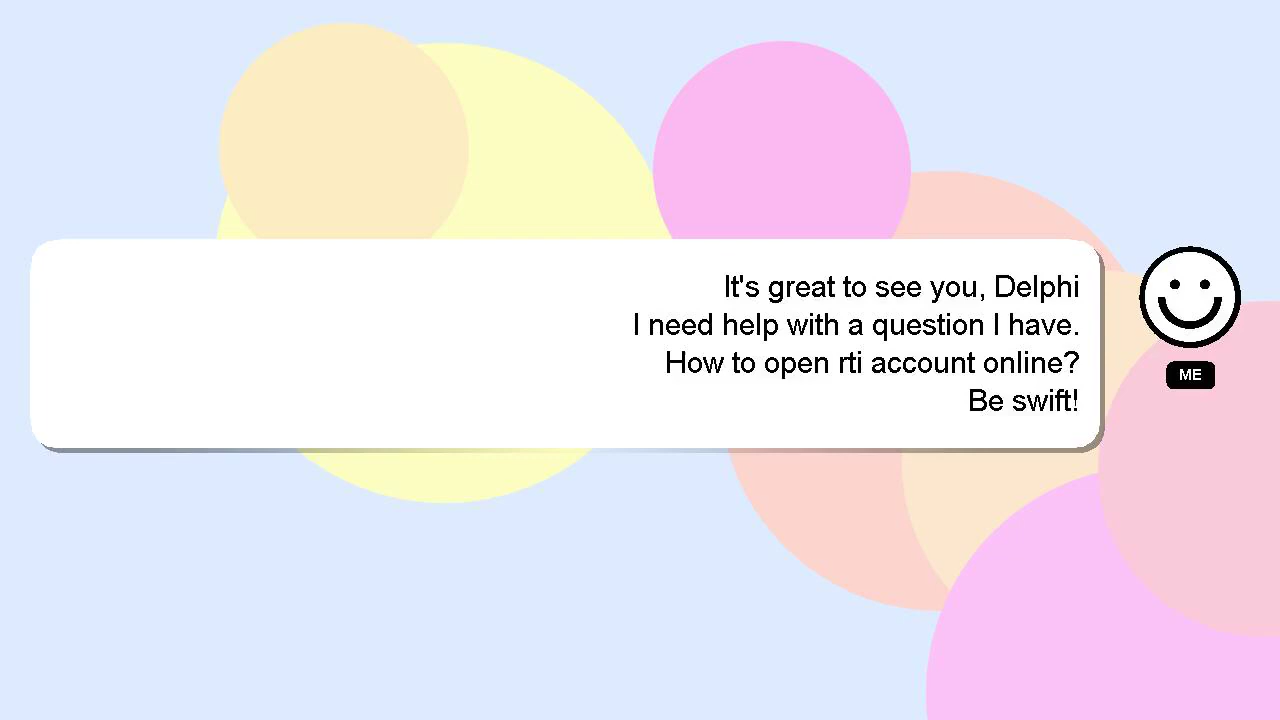 It's great to see you, Delphi
I need help with a question I have.
How to open rti account online?
Be swift!
ME